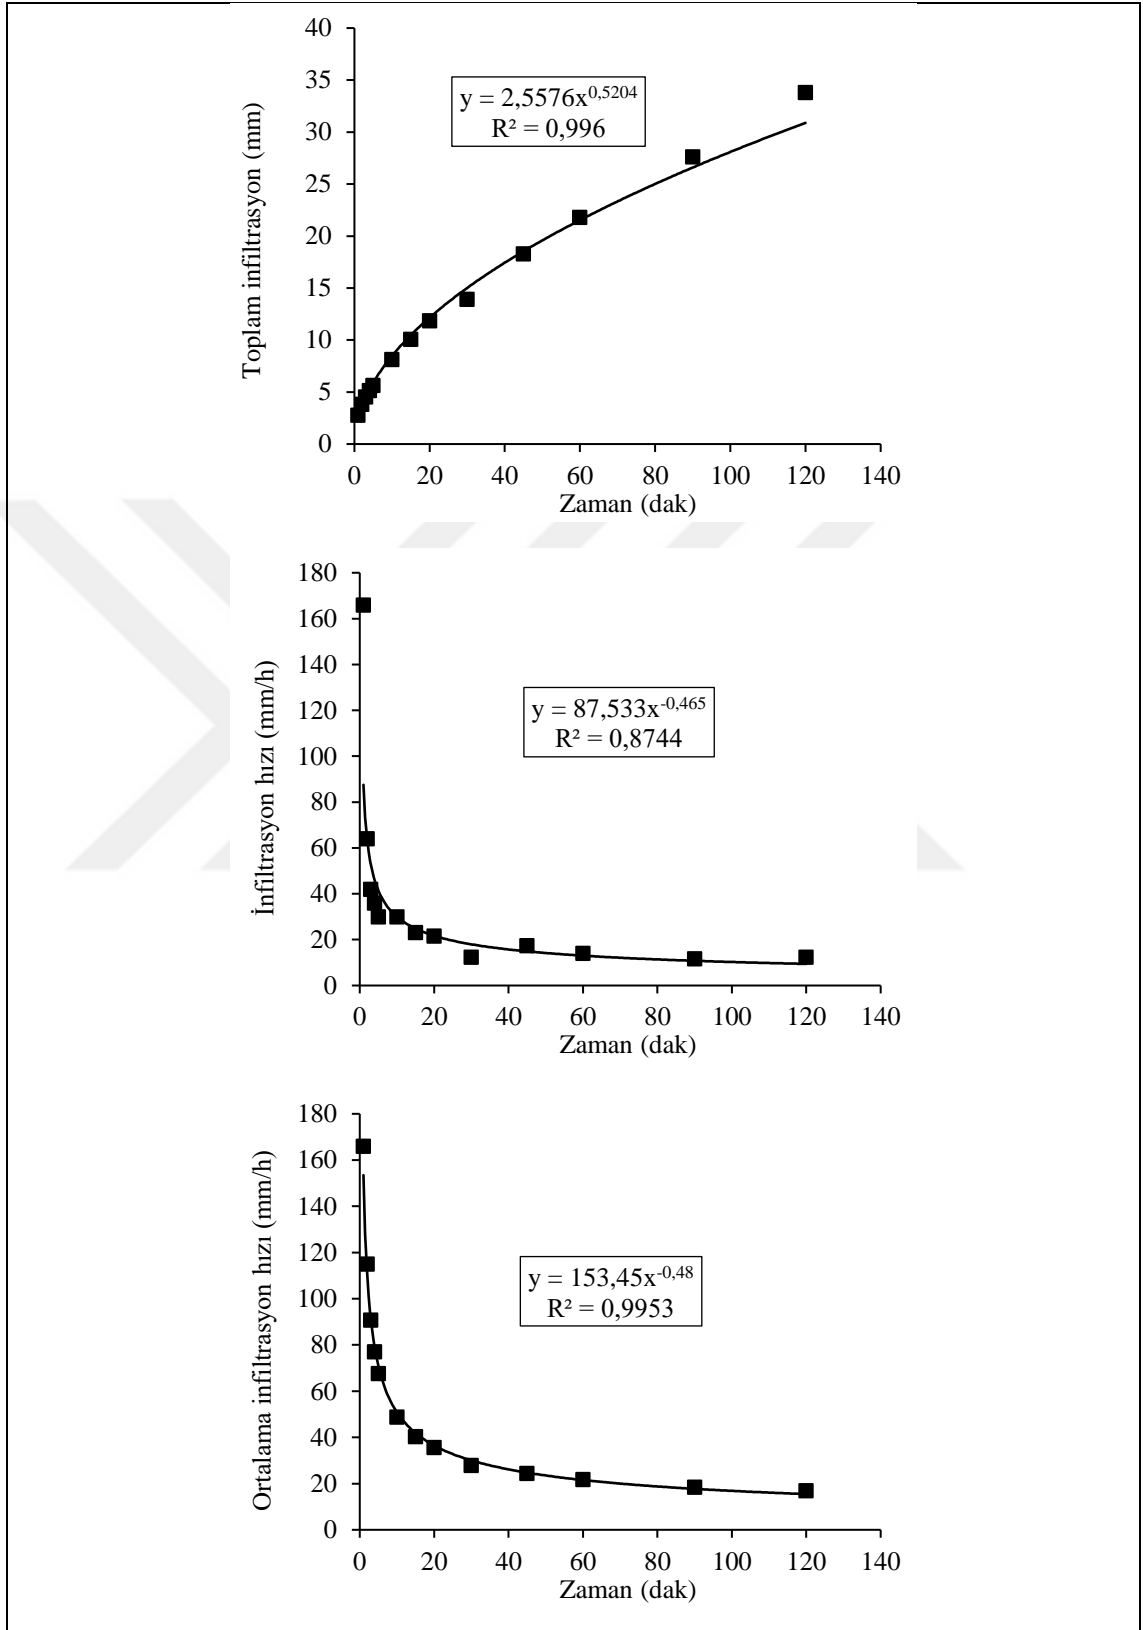 40
35
30
25
20
15
10
5
0
Toplam infiltrasyon (mm)
y = 2,5576x^0,5204
R² = 0,996
0 20 40 60 80 100 120 140
Zaman (dak)
180
160
140
120
100
80
60
40
20
0
İnfiltrasyon hızı (mm/h)
y = 87,533x^-0,465
R² = 0,8744
0 20 40 60 80 100 120 140
Zaman (dak)
180
160
140
120
100
80
60
40
20
0
Ortalama infiltrasyon hızı (mm/h)
y = 153,45x^-0,48
R² = 0,9953
0 20 40 60 80 100 120 140
Zaman (dak)